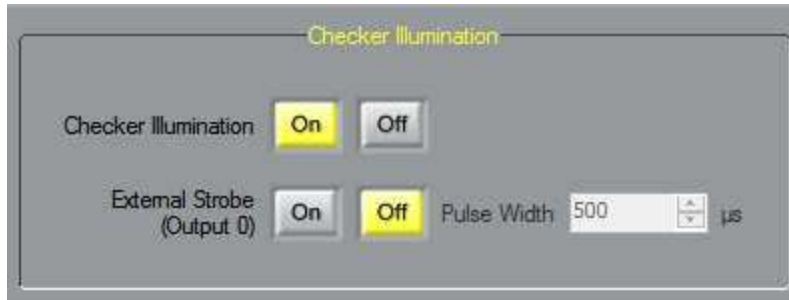 Checker Illumination
Checker Illumination On Off
External Strobe
(Output 0) On Off Pulse Width 500 µs